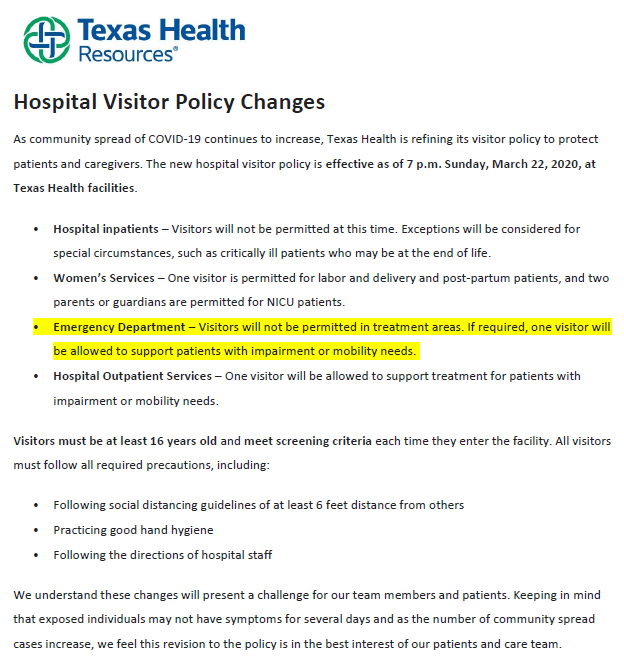 Texas Health
Resources®
Hospital Visitor Policy Changes
As community spread of COVID-19 continues to increase, Texas Health is refining its visitor policy to protect
patients and caregivers. The new hospital visitor policy is effective as of 7 p.m. Sunday, March 22, 2020, at
Texas Health facilities.
• Hospital inpatients – Visitors will not be permitted at this time. Exceptions will be considered for
special circumstances, such as critically ill patients who may be at the end of life.
• Women’s Services – One visitor is permitted for labor and delivery and post-partum patients, and two
parents or guardians are permitted for NICU patients.
• Emergency Department – Visitors will not be permitted in treatment areas. If required, one visitor will
be allowed to support patients with impairment or mobility needs.
• Hospital Outpatient Services – One visitor will be allowed to support treatment for patients with
impairment or mobility needs.
Visitors must be at least 16 years old and meet screening criteria each time they enter the facility. All visitors
must follow all required precautions, including:
• Following social distancing guidelines of at least 6 feet distance from others
• Practicing good hand hygiene
• Following the directions of hospital staff
We understand these changes will present a challenge for our team members and patients. Keeping in mind
that exposed individuals may not have symptoms for several days and as the number of community spread
cases increase, we feel this revision to the policy is in the best interest of our patients and care team.